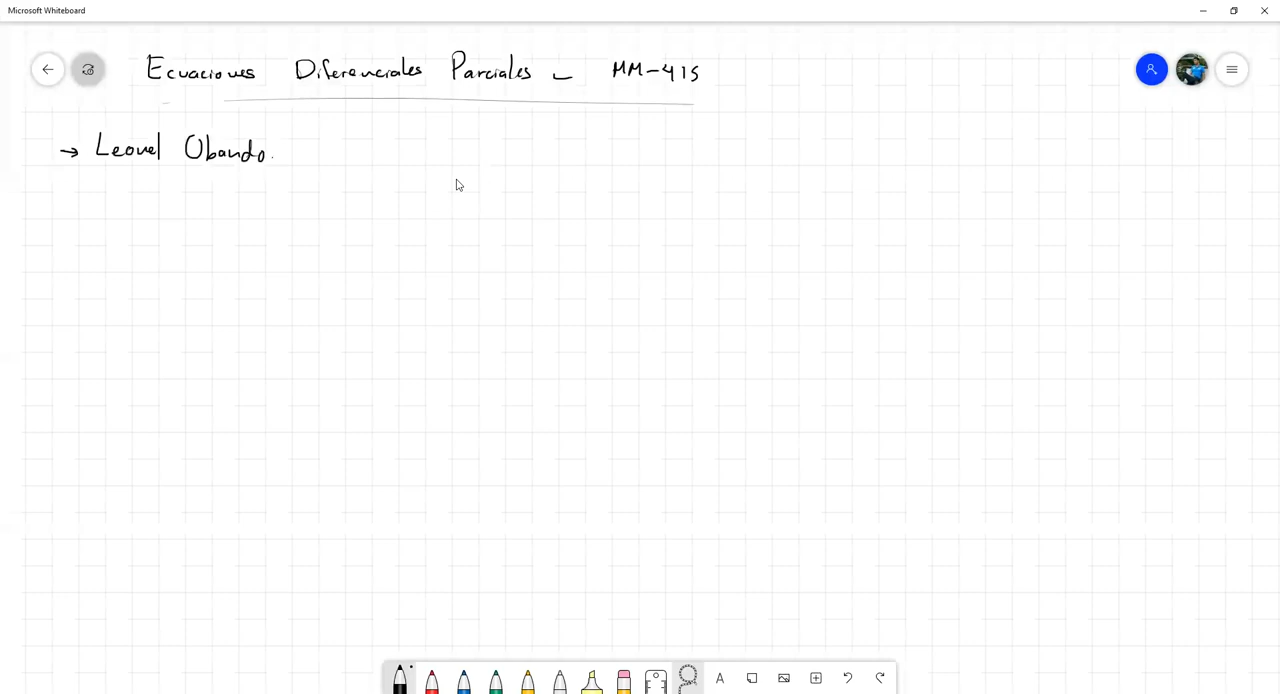 Microsoft Whiteboard
Ecuaciones Diferenciales Parciales - MM-415
→ Leonel Obando.
A